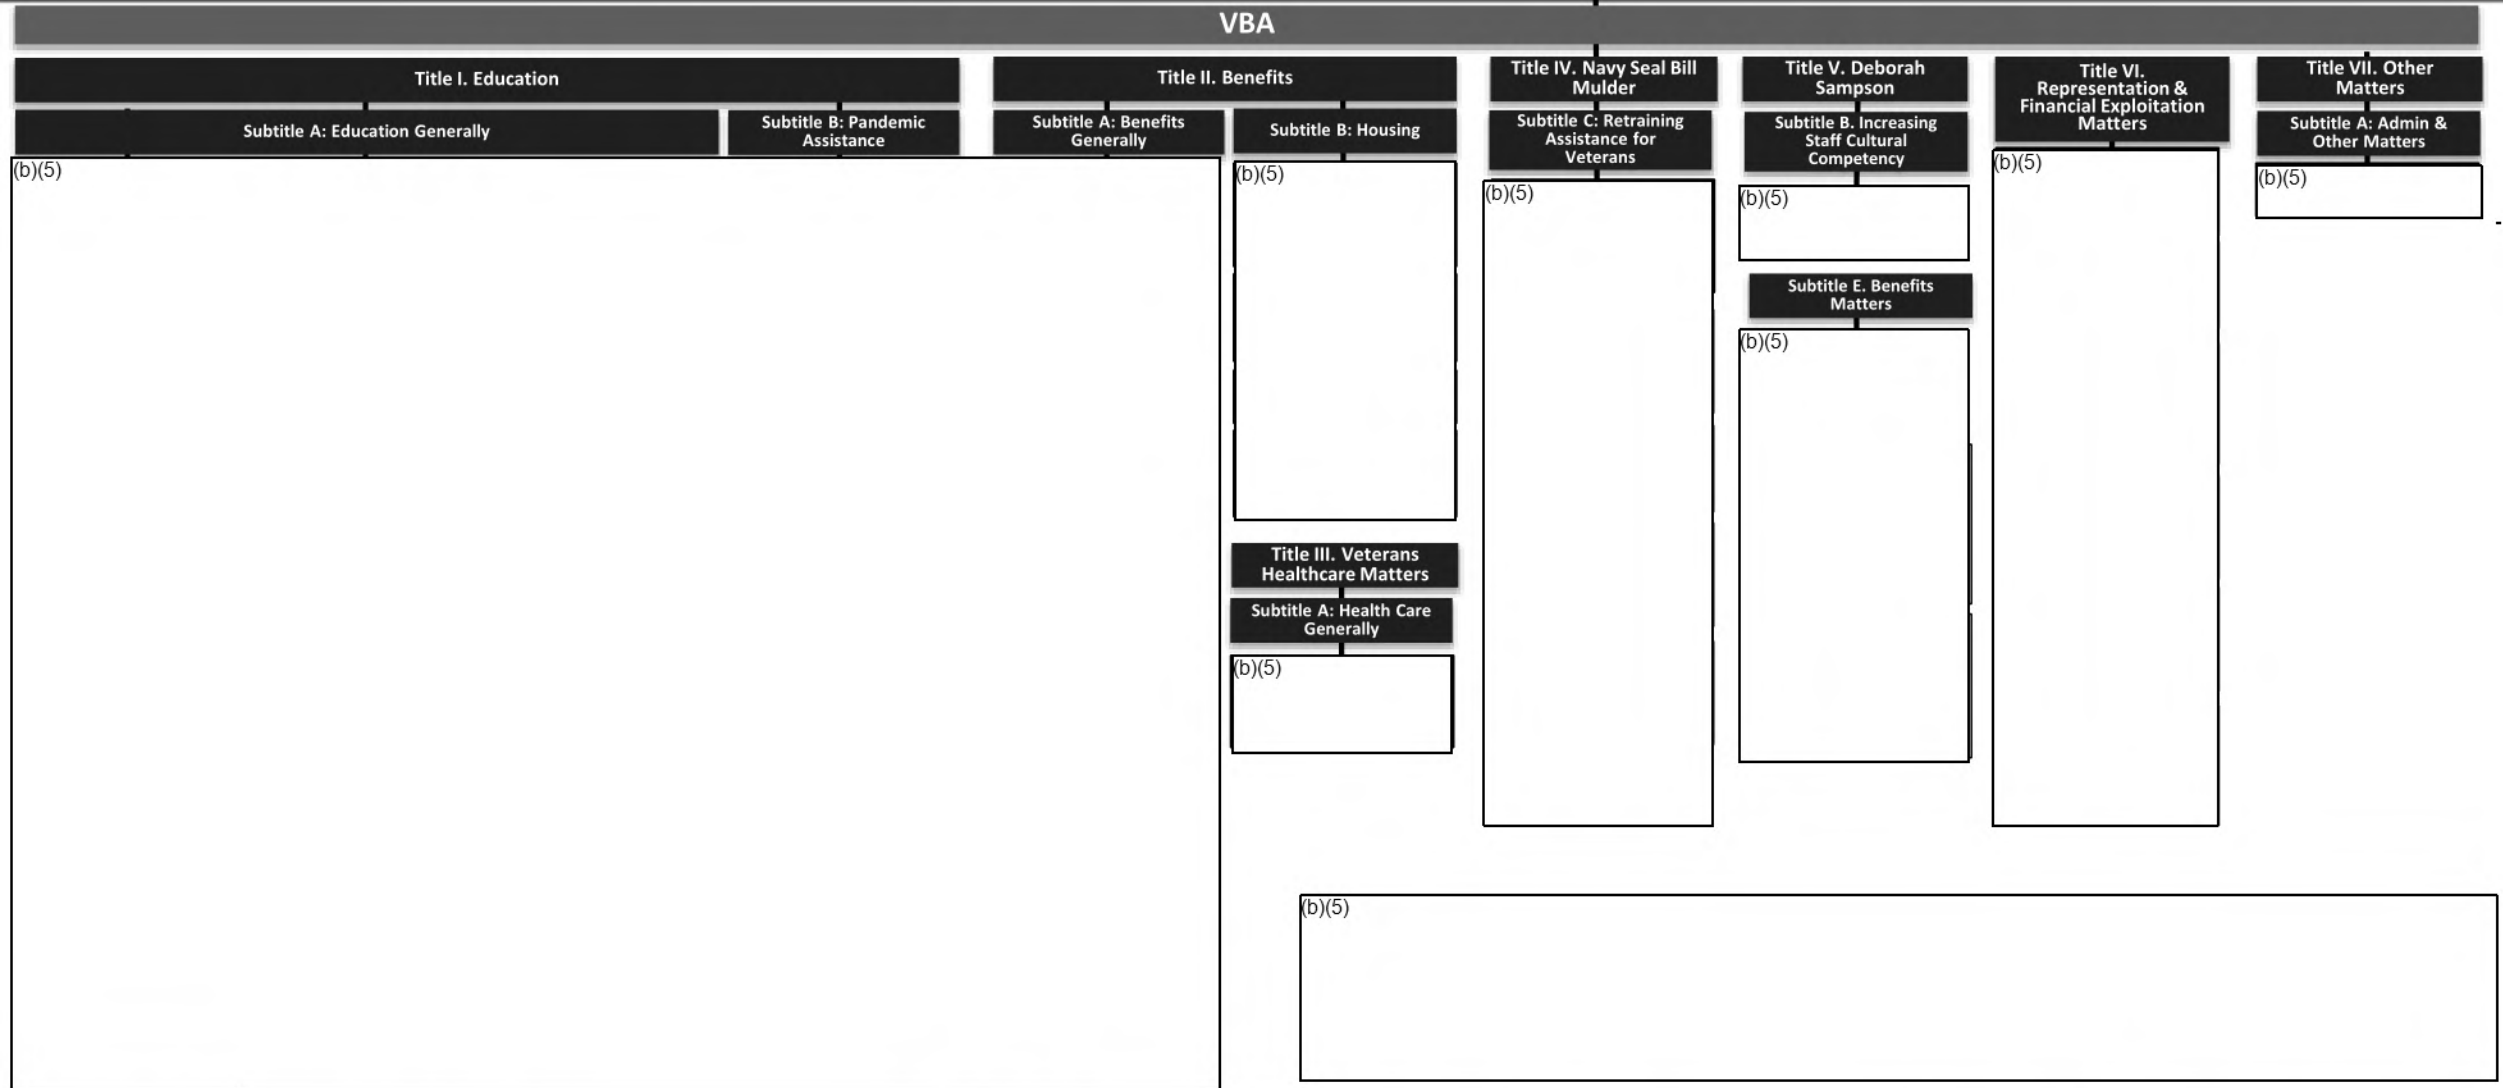 VBA
Title I. Education
Subtitle A: Education Generally
Subtitle B: Pandemic
Assistance
(b)(5)
Title II. Benefits
Subtitle A: Benefits
Generally
Subtitle B: Housing
(b)(5)
Title III. Veterans
Healthcare Matters
Subtitle A: Health Care
Generally
(b)(5)
Title IV. Navy Seal Bill
Mulder
Subtitle C: Retraining
Assistance for
Veterans
(b)(5)
Title V. Deborah
Sampson
Subtitle B. Increasing
Staff Cultural
Competency
(b)(5)
Subtitle E. Benefits
Matters
(b)(5)
Title VI.
Representation &
Financial Exploitation
Matters
(b)(5)
Title VII. Other
Matters
Subtitle A: Admin &
Other Matters
(b)(5)
(b)(5)